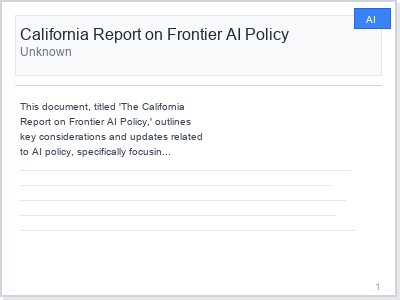 AI
California Report on Frontier AI Policy
Unknown
This document, titled 'The California
Report on Frontier AI Policy,' outlines
key considerations and updates related
to AI policy, specifically focusin...
1